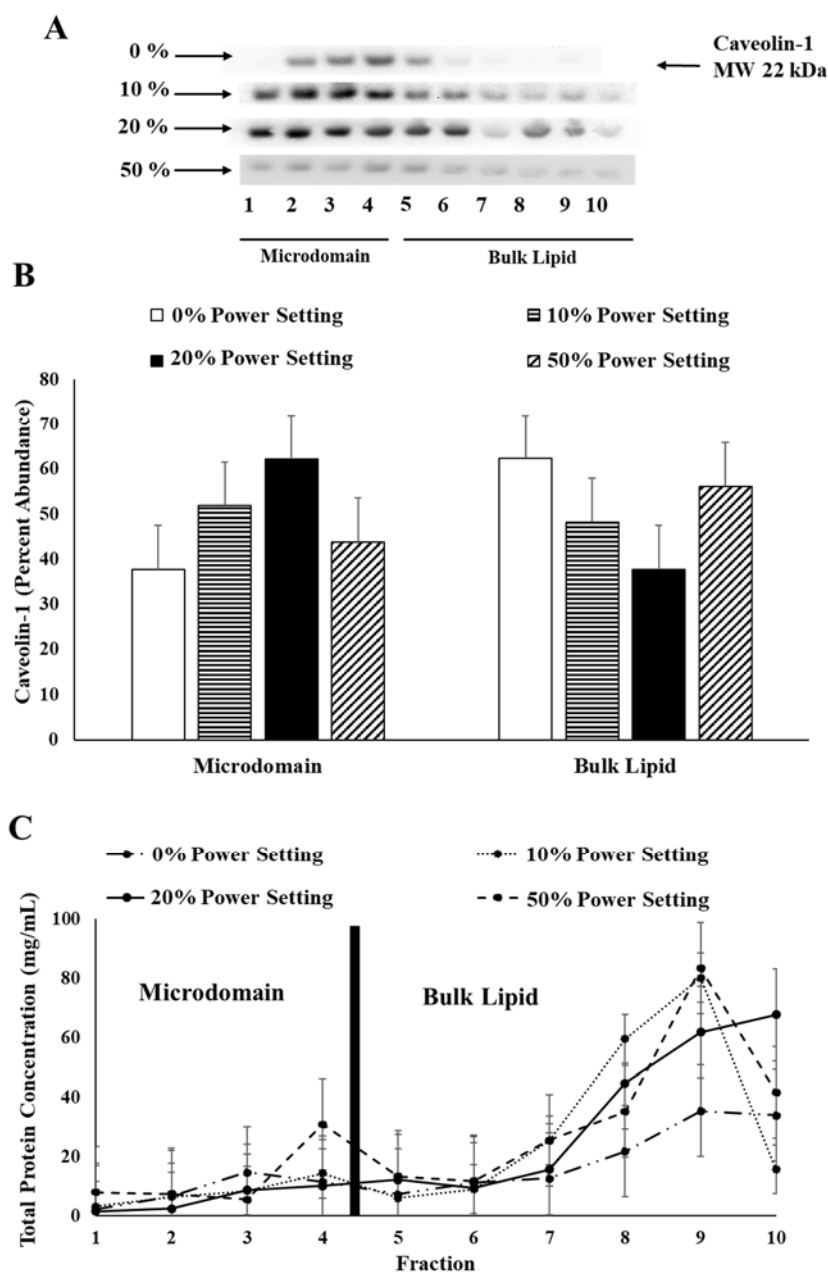 A
0 %
10 %
20 %
50 %
Caveolin-1
MW 22 kDa
1 2 3 4 5 6 7 8 9 10
Microdomain Bulk Lipid
B
0% Power Setting 10% Power Setting
20% Power Setting 50% Power Setting
Caveolin-1 (Percent Abundance)
80
70
60
50
40
30
20
10
0
Microdomain Bulk Lipid
C
0% Power Setting 10% Power Setting
20% Power Setting 50% Power Setting
Total Protein Concentration (mg/mL)
100
80
60
40
20
0
Microdomain Bulk Lipid
1 2 3 4 5 6 7 8 9 10
Fraction